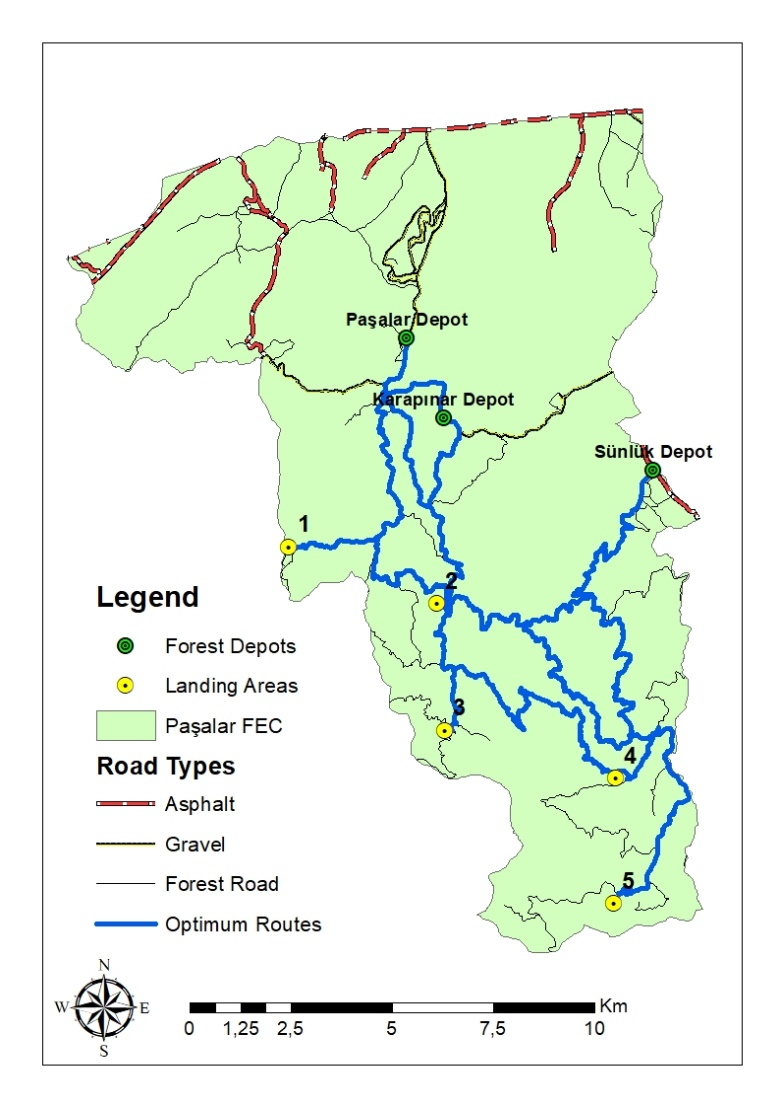 Paşalar Depot
Karapınar Depot
Sünlük Depot
1
2
3
4
5
Legend
Forest Depots
Landing Areas
Paşalar FEC
Road Types
Asphalt
Gravel
Forest Road
Optimum Routes
N
W E
S
Km
0 1,25 2,5 5 7,5 10